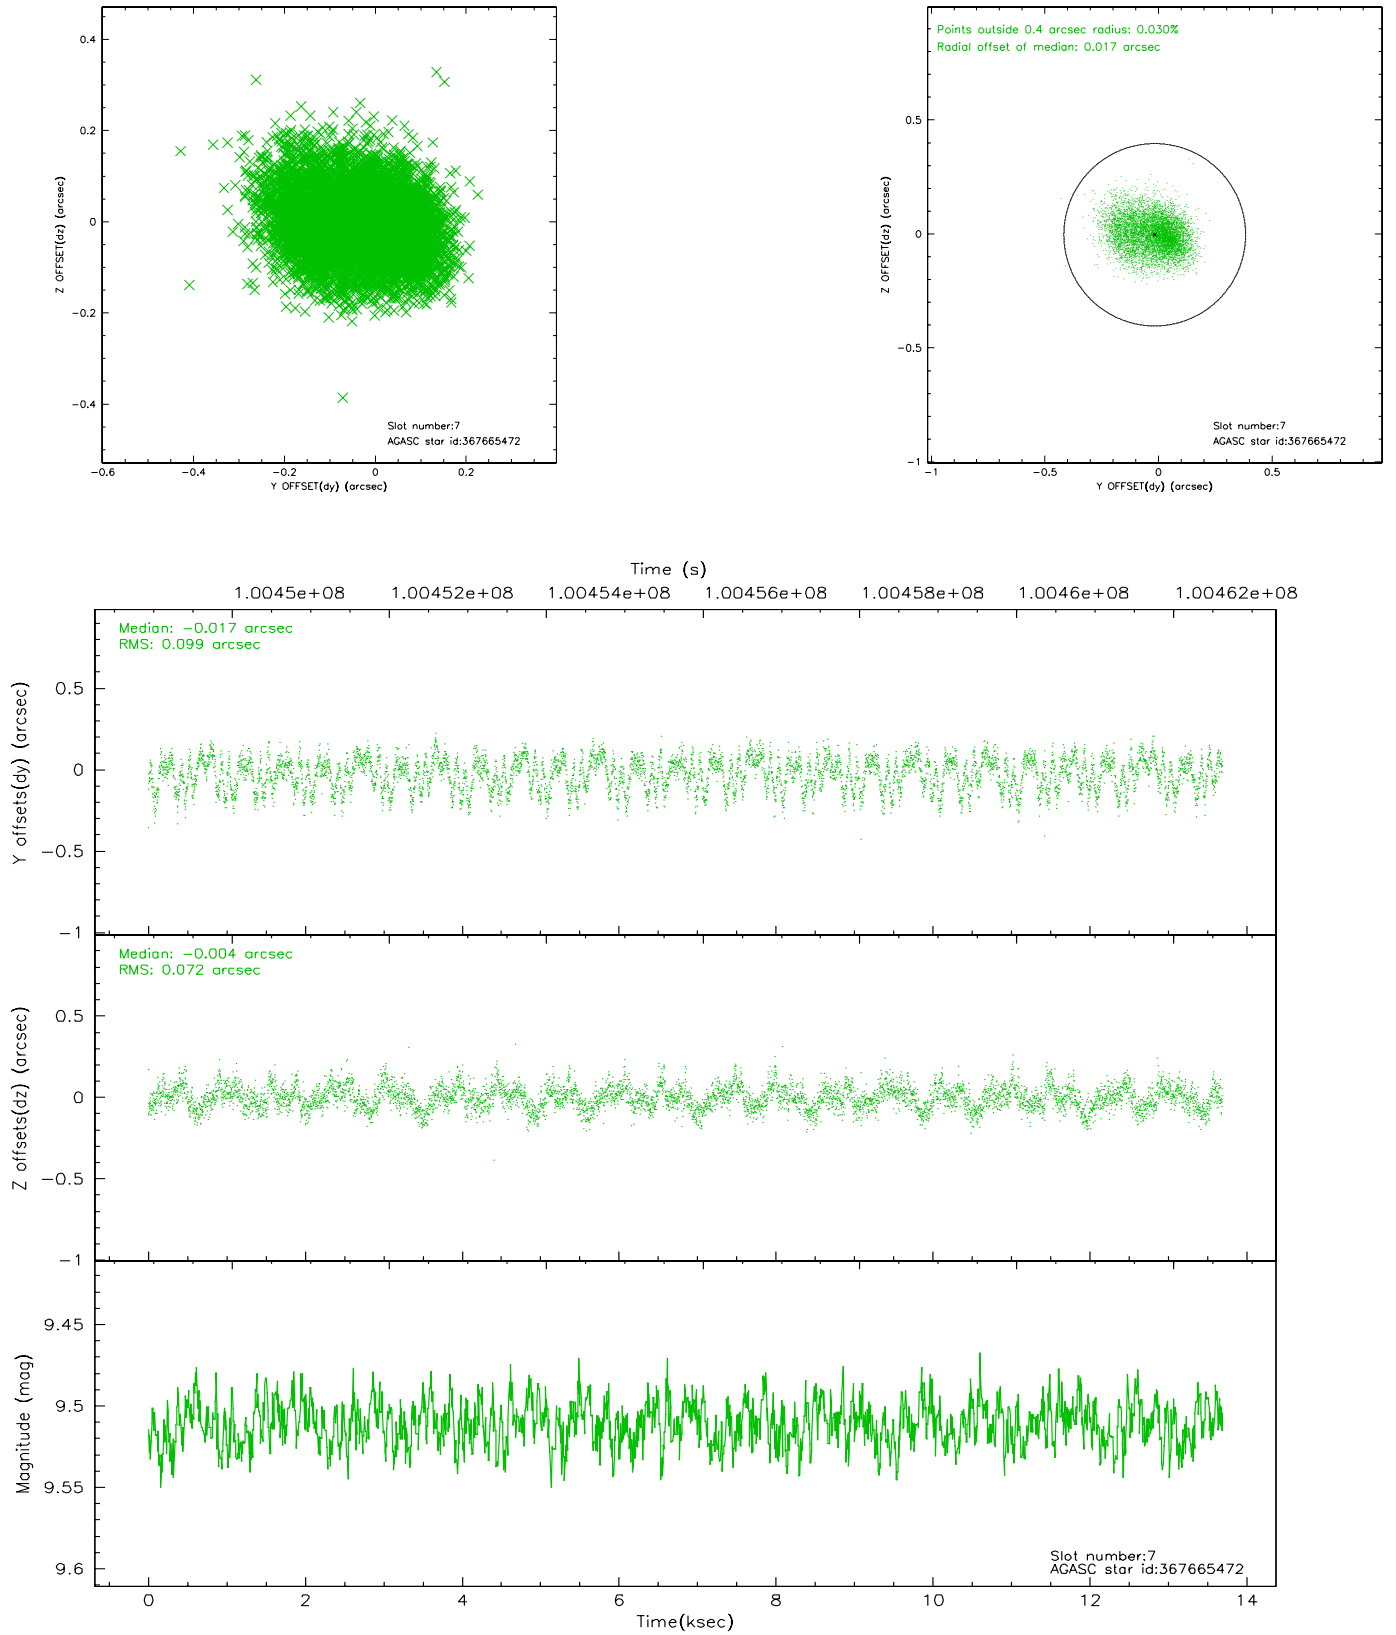 0.4
0.2
0
−0.2
−0.4
Z OFFSET(dz) (arcsec)
Slot number:7
AGASC star id:367665472
−0.6
−0.4
−0.2
0
0.2
Y OFFSET(dy) (arcsec)
Points outside 0.4 arcsec radius: 0.030%
Radial offset of median: 0.017 arcsec
0.5
0
−0.5
−1
Z OFFSET(dz) (arcsec)
Slot number:7
AGASC star id:367665472
−1
−0.5
0
0.5
Y OFFSET(dy) (arcsec)
Time (s)
1.0045e+08
1.00452e+08
1.00454e+08
1.00456e+08
1.00458e+08
1.0046e+08
1.00462e+08
Median: −0.017 arcsec
RMS: 0.099 arcsec
0.5
0
−0.5
−1
Y offsets(dy) (arcsec)
Median: −0.004 arcsec
RMS: 0.072 arcsec
0.5
0
−0.5
−1
Z offsets(dz) (arcsec)
9.45
9.5
9.55
9.6
Magnitude (mag)
Slot number:7
AGASC star id:367665472
0
2
4
6
8
10
12
14
Time(ksec)